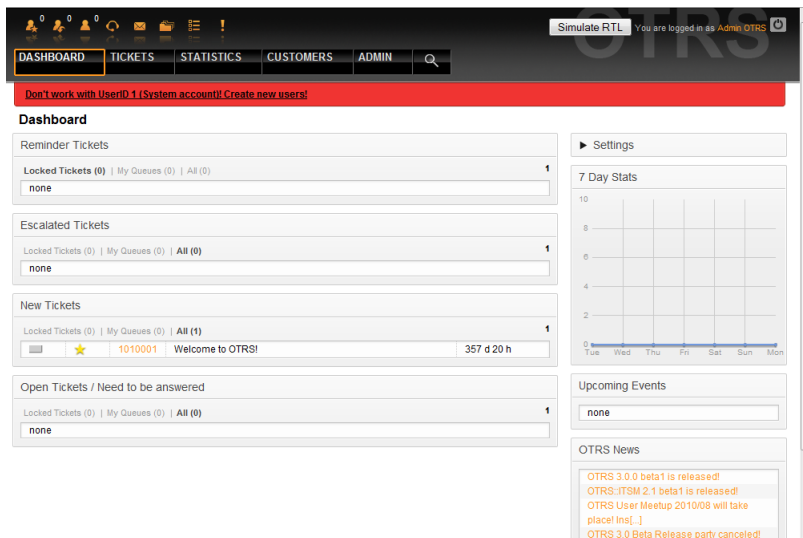 0 0 0
OTRS
Simulate RTL You are logged in as Admin OTRS
DASHBOARD TICKETS STATISTICS CUSTOMERS ADMIN
Don't work with UserID 1 (System account)! Create new users!
Dashboard
Reminder Tickets
Locked Tickets (0) | My Queues (0) | All (0) 1
none
Escalated Tickets
Locked Tickets (0) | My Queues (0) | All (0) 1
none
New Tickets
Locked Tickets (0) | My Queues (0) | All (1) 1
1010001 Welcome to OTRS! 357 d 20 h
Open Tickets / Need to be answered
Locked Tickets (0) | My Queues (0) | All (0) 1
none
Settings
7 Day Stats
10
8
6
4
2
0
Tue Wed Thu Fri Sat Sun Mon
Upcoming Events
none
OTRS News
OTRS 3.0.0 beta1 is released!
OTRS::ITSM 2.1 beta1 is released!
OTRS User Meetup 2010/08 will take
place! Ins[...]
OTRS 3.0 Beta Release party canceled!